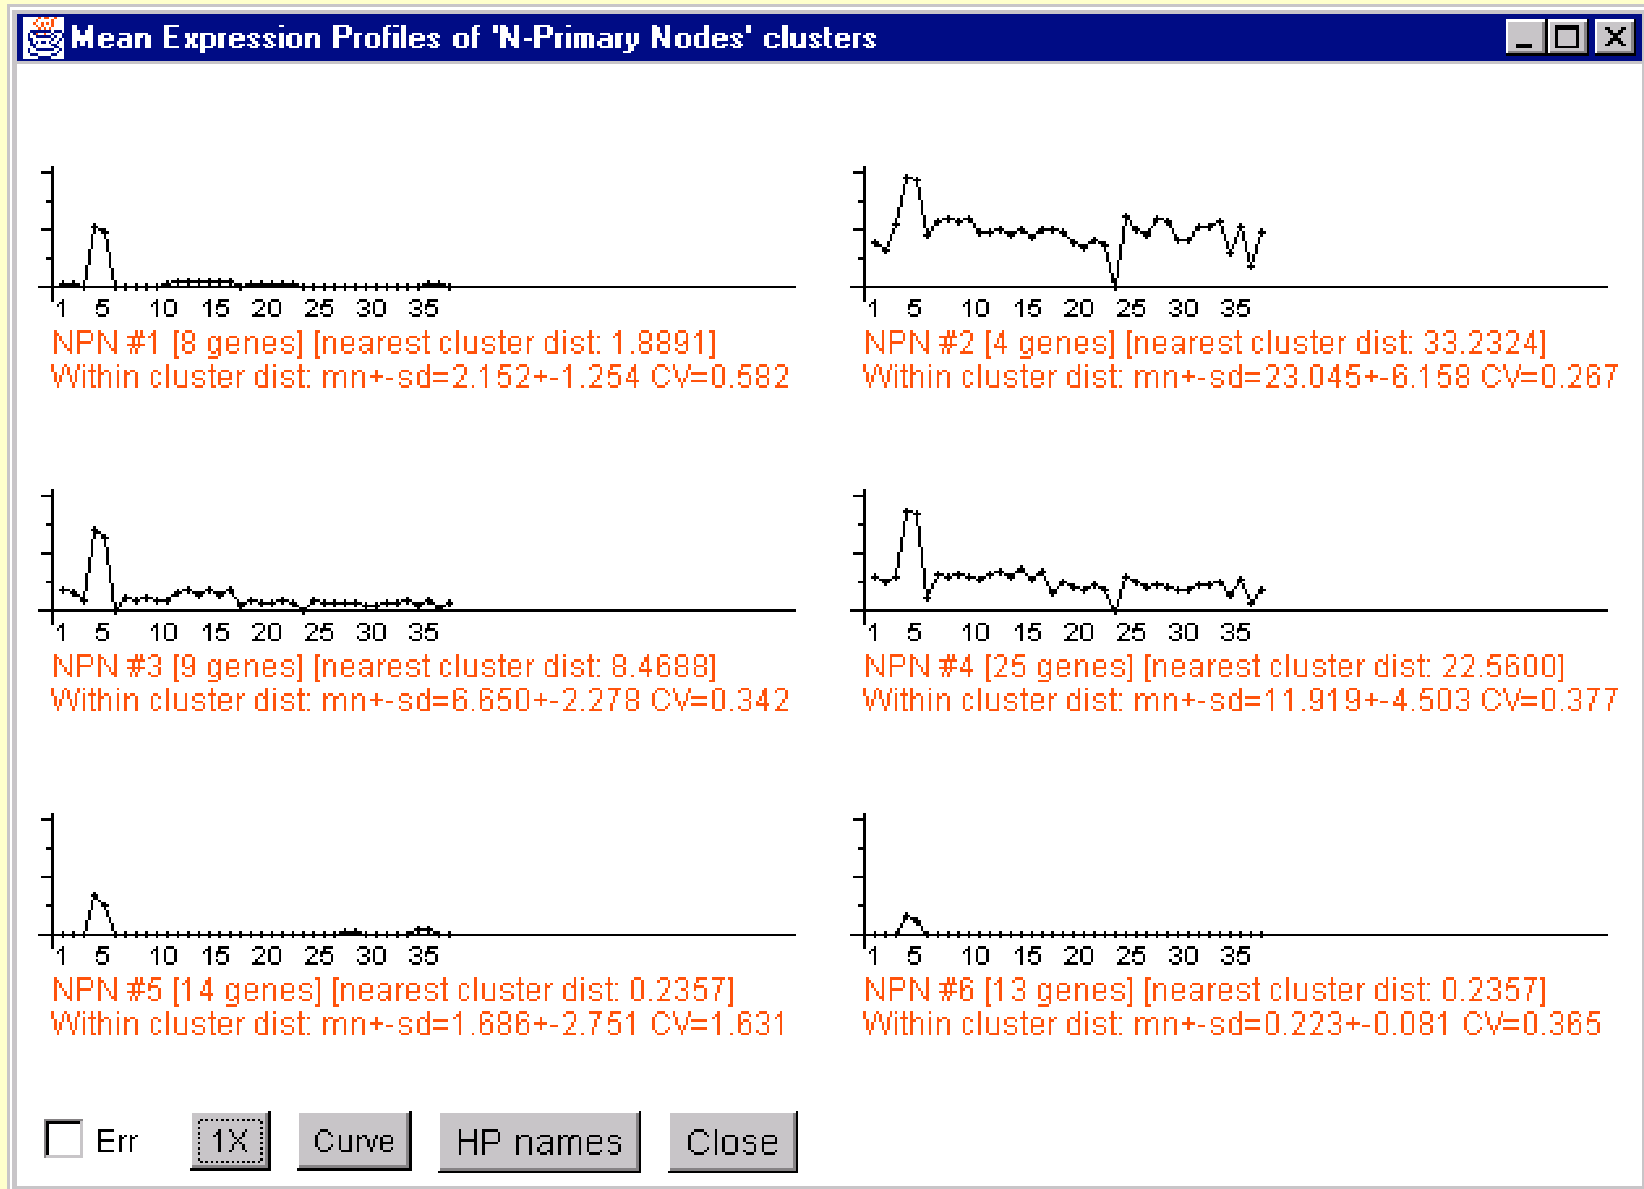 Mean Expression Profiles of 'N-Primary Nodes' clusters
1 5 10 15 20 25 30 35
NPN #1 [8 genes] [nearest cluster dist: 1.8891]
Within cluster dist: mn+-sd=2.152+-1.254 CV=0.582
1 5 10 15 20 25 30 35
NPN #2 [4 genes] [nearest cluster dist: 33.2324]
Within cluster dist: mn+-sd=23.045+-6.158 CV=0.267
1 5 10 15 20 25 30 35
NPN #3 [9 genes] [nearest cluster dist: 8.4688]
Within cluster dist: mn+-sd=6.650+-2.278 CV=0.342
1 5 10 15 20 25 30 35
NPN #4 [25 genes] [nearest cluster dist: 22.5600]
Within cluster dist: mn+-sd=11.919+-4.503 CV=0.377
1 5 10 15 20 25 30 35
NPN #5 [14 genes] [nearest cluster dist: 0.2357]
Within cluster dist: mn+-sd=1.686+-2.751 CV=1.631
1 5 10 15 20 25 30 35
NPN #6 [13 genes] [nearest cluster dist: 0.2357]
Within cluster dist: mn+-sd=0.223+-0.081 CV=0.365
Err 1X Curve HP names Close